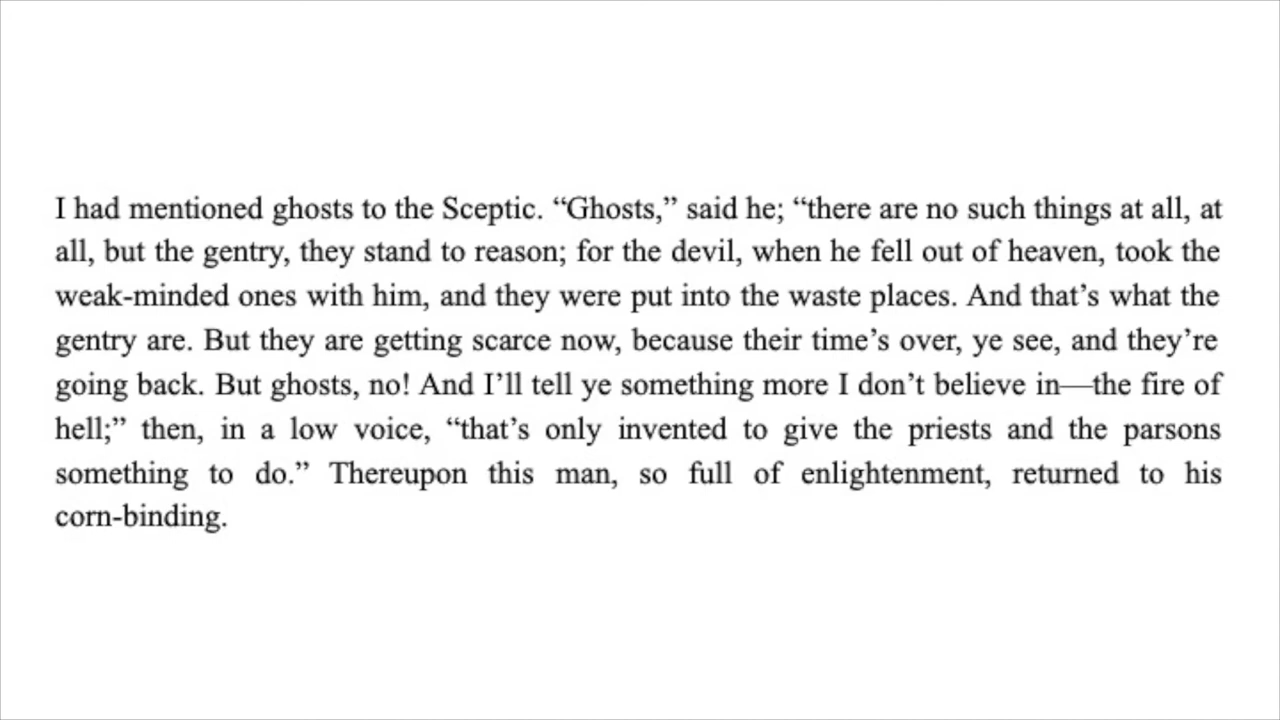 I had mentioned ghosts to the Sceptic. “Ghosts,” said he; “there are no such things at all, at
all, but the gentry, they stand to reason; for the devil, when he fell out of heaven, took the
weak-minded ones with him, and they were put into the waste places. And that’s what the
gentry are. But they are getting scarce now, because their time’s over, ye see, and they’re
going back. But ghosts, no! And I’ll tell ye something more I don’t believe in—the fire of
hell;” then, in a low voice, “that’s only invented to give the priests and the parsons
something to do.” Thereupon this man, so full of enlightenment, returned to his
corn-binding.